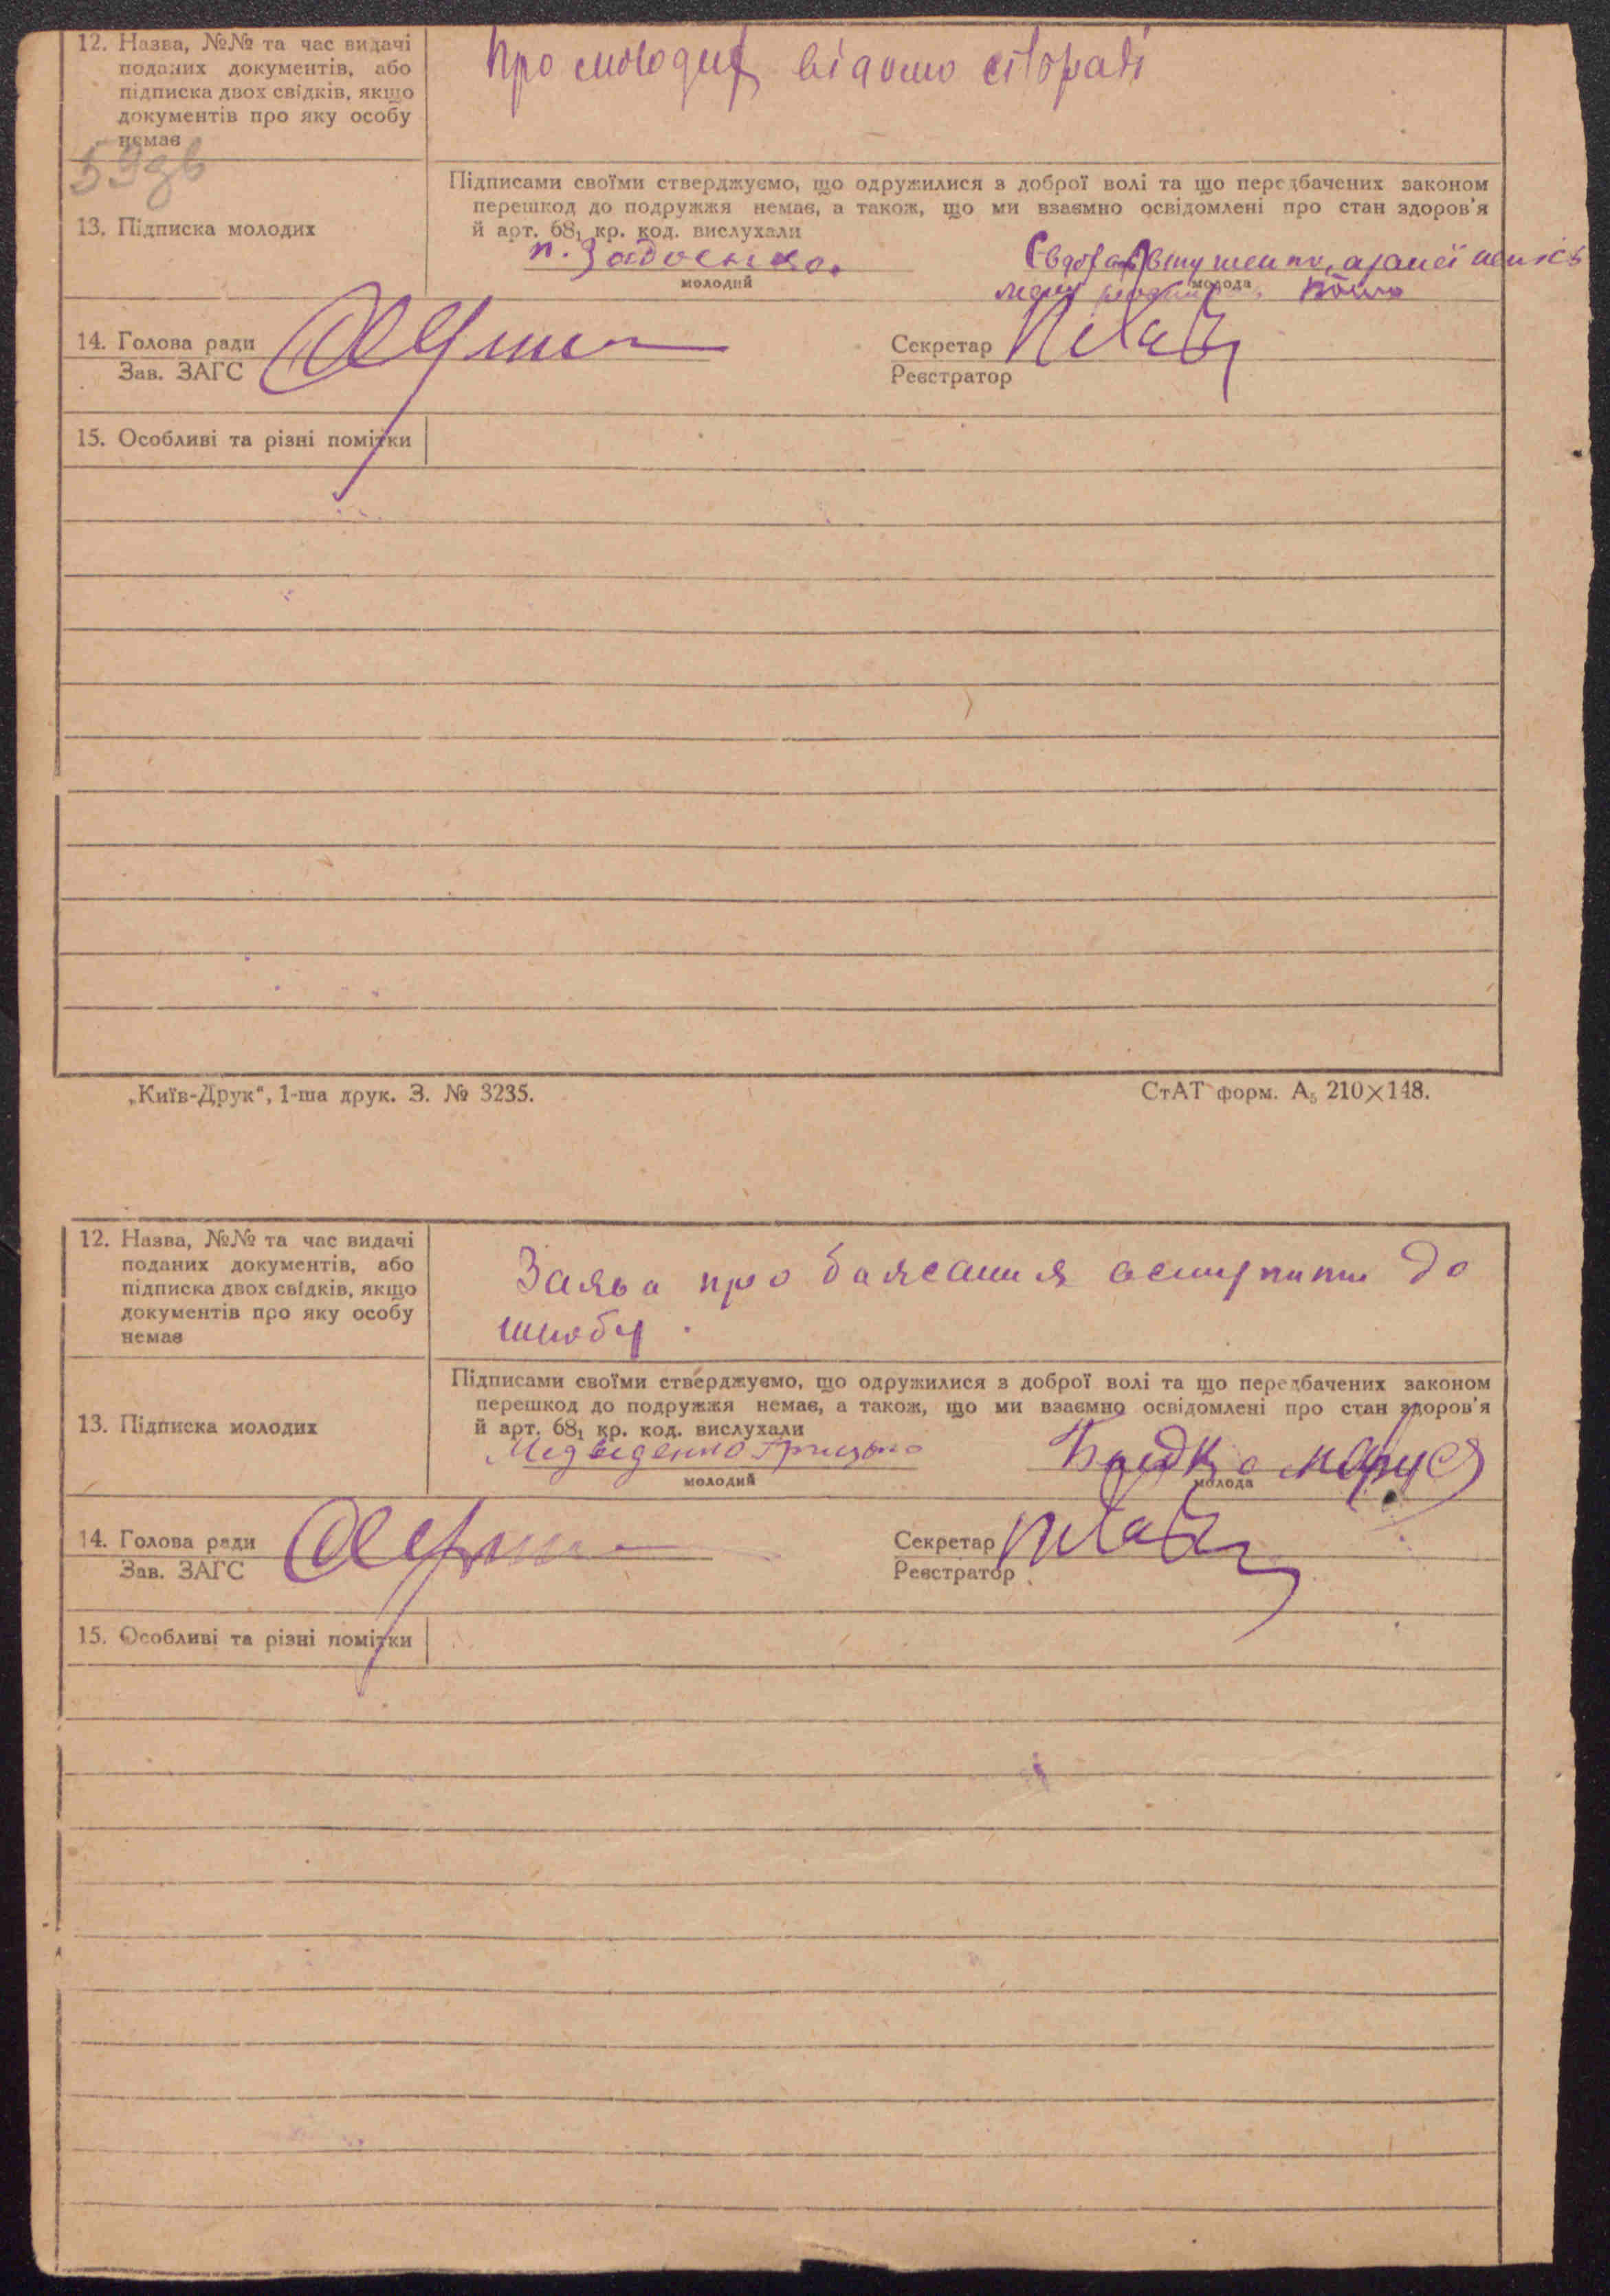 12. Назва, №№ та час видачі
поданих документів, або
підписка двох свідків, якщо
документів про яку особу
немає
Про молодих відомо с/раді
59зв
Підписами своїми стверджуємо, що одружилися з доброї волі та що передбачених законом
перешкод до подружжя немає, а також, що ми взаємно освідомлені про стан здоров'я
13. Підписка молодих
й арт. 68₁ кр. код. вислухали
молодий
молода
14. Голова ради
Зав. ЗАГС
Секретар
Реєстратор
15. Особливі та різні помітки
„Київ-Друк“, 1-ша друк. З. № 3235.
СтАТ форм. А₅ 210×148.
12. Назва, №№ та час видачі
поданих документів, або
підписка двох свідків, якщо
документів про яку особу
немає
Заява про бажання вступити до
шлюбу.
Підписами своїми стверджуємо, що одружилися з доброї волі та що передбачених законом
перешкод до подружжя немає, а також, що ми взаємно освідомлені про стан здоров'я
13. Підписка молодих
й арт. 68₁ кр. код. вислухали
Медведенко Грицько
Маруся
молодий
молода
14. Голова ради
Зав. ЗАГС
Секретар
Реєстратор
15. Особливі та різні помітки